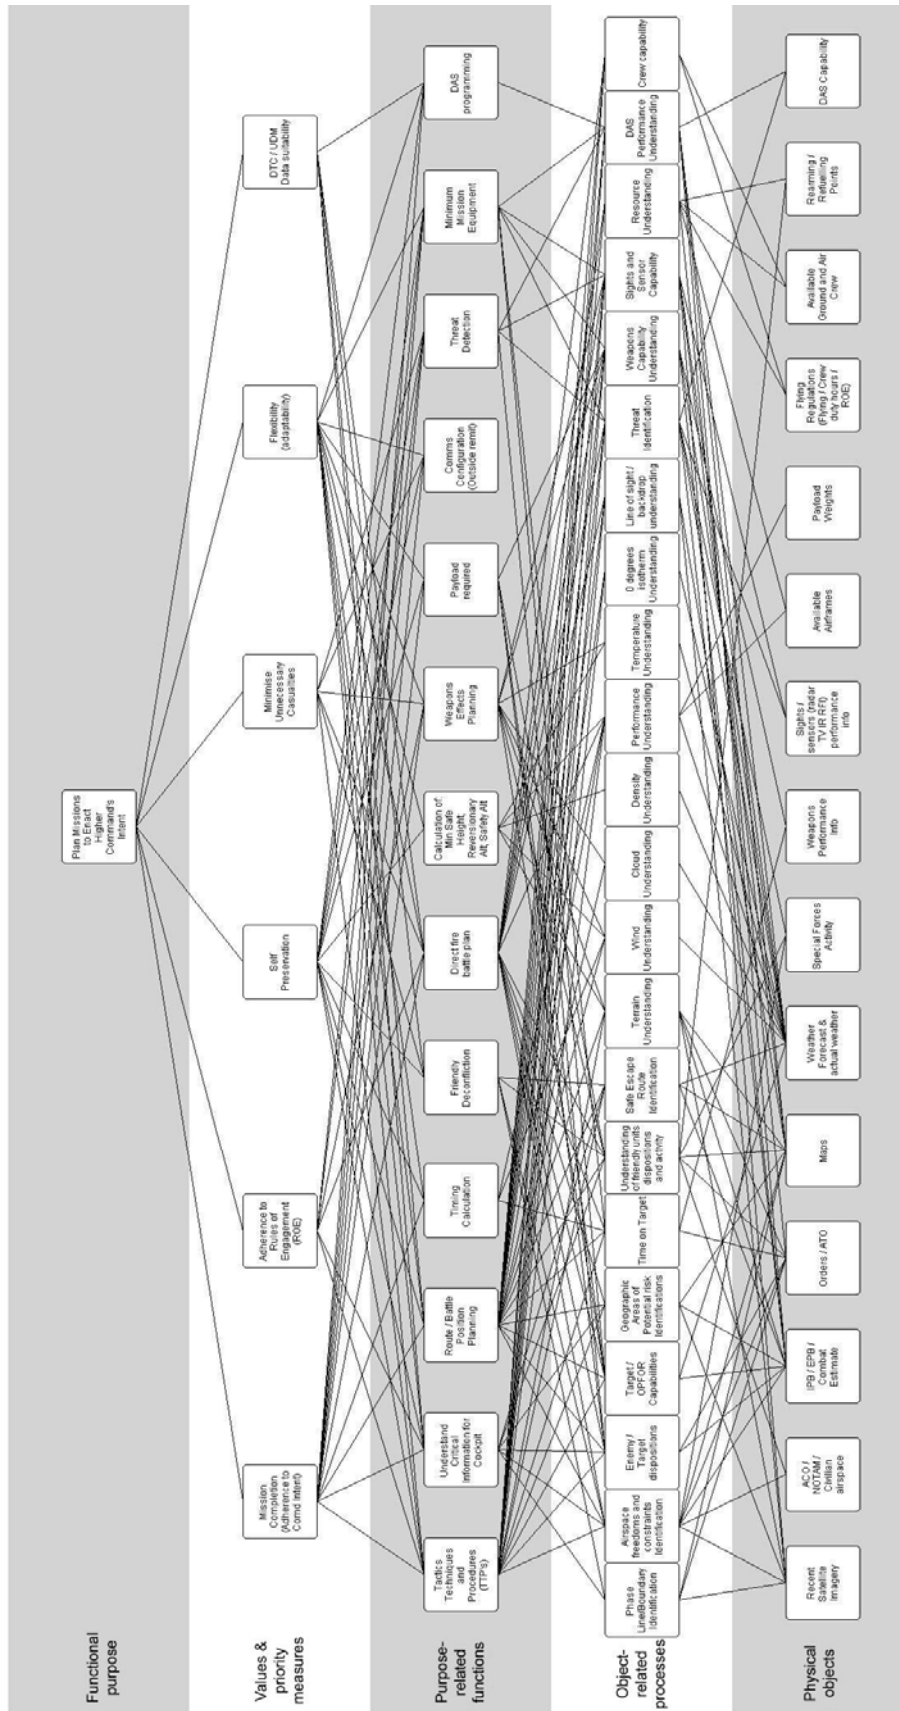 Functional
purpose
Plan Missions
to Enact
Higher
Command's
Intent
Values &
priority
measures
Mission
Completion
(Adherence to
Comd Intent)
Adherence to
Rules of
Engagement
(ROE)
Self
Preservation
Minimise
Unnecessary
Casualties
Flexibility
(adaptability)
DTC / UDM
Data suitability
Purpose-
related
functions
Tactics
Techniques
and
Procedures
(TTP's)
Understand
Critical
Information for
Cockpit
Route / Battle
Position
Planning
Timing
Calculation
Friendly
Deconfliction
Direct fire
battle plan
Calculation of:
Min Safe
Height,
Reversionary
Alt, Safety Alt
Weapons
Effects
Planning
Payload
required
Comms
Configuration
(Outside remit)
Threat
Detection
Minimum
Mission
Equipment
DAS
programming
Object-
related
processes
Phase
Line/Boundary
Identification
Airspace
freedoms and
constraints
Identification
Enemy /
Target
dispositions
Target /
OPFOR
Capabilities
Geographic
Areas of
Potential risk
Identifications
Time on Target
Understanding
of friendly units
dispositions
and activity
Safe Escape
Route
Identification
Terrain
Understanding
Wind
Understanding
Cloud
Understanding
Density
Understanding
Performance
Understanding
Temperature
Understanding
0 degrees
isotherm
Understanding
Line of sight /
backdrop
understanding
Threat
Identification
Weapons
Capability
Understanding
Sights and
Sensor
Capability
Resource
Understanding
DAS
Performance
Understanding
Crew capability
Physical
objects
Recent
Satellite
Imagery
ACO /
NOTAM /
Civilian
airspace
IPB / EPB /
Combat
Estimate
Orders / ATO
Maps
Weather
Forecast &
actual weather
Special Forces
Activity
Weapons
Performance
Info
Sights /
sensors (radar
TV IR RFI)
performance
info
Available
Airframes
Payload
Weights
Flying
Regulations
(Flying / Crew
duty hours /
ROE)
Available
Ground and Air
Crew
Rearming /
Refuelling
Points
DAS Capability